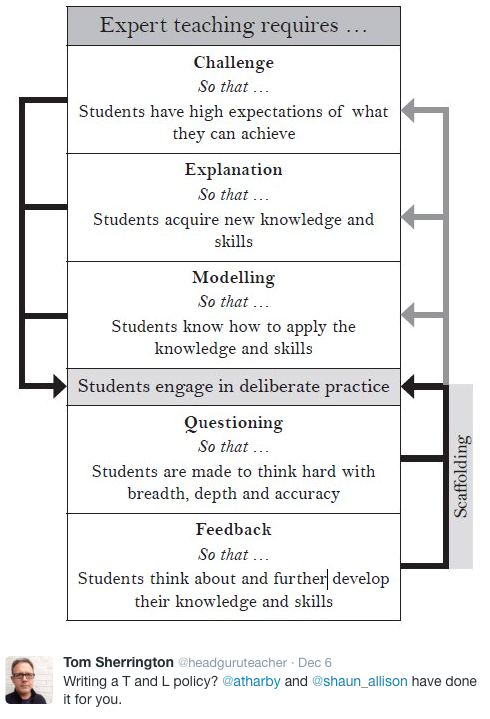 Expert teaching requires …
Challenge
So that …
Students have high expectations of what
they can achieve
Explanation
So that …
Students acquire new knowledge and
skills
Modelling
So that …
Students know how to apply the
knowledge and skills
Students engage in deliberate practice
Questioning
So that …
Students are made to think hard with
breadth, depth and accuracy
Feedback
So that …
Students think about and further develop
their knowledge and skills
Scaffolding
Tom Sherrington @headguruteacher · Dec 6
Writing a T and L policy? @atharby and @shaun_allison have done
it for you.